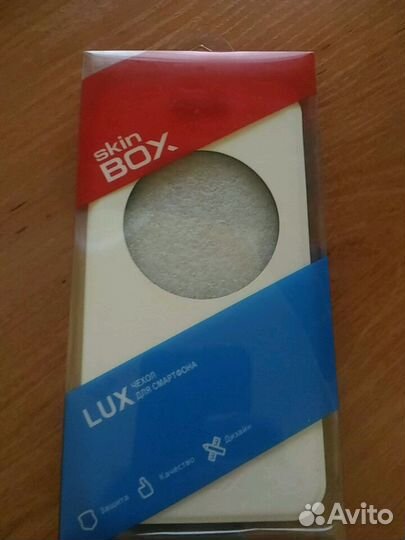 skin
BOX
LUX ЧЕХОЛ
ДЛЯ СМАРТФОНА
Защита Качество Дизайн
Avito